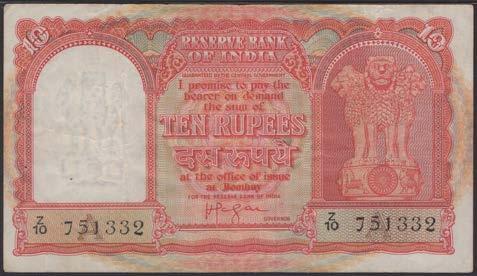 10 RESERVE BANK 10
OF INDIA
GUARANTEED BY THE CENTRAL GOVERNMENT
I promise to pay the
bearer on demand
the sum of
TEN RUPEES
दस रुपये
at the office of issue
at Bombay
FOR THE RESERVE BANK OF INDIA
GOVERNOR
Z/10 751332
A
Z/10 751332
A